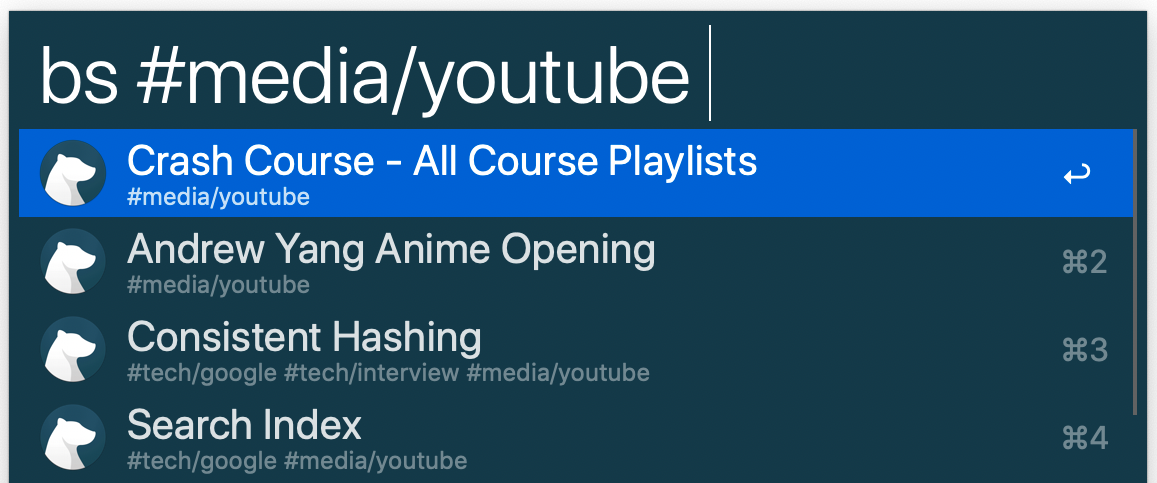 bs #media/youtube
Crash Course - All Course Playlists
#media/youtube
↩
Andrew Yang Anime Opening
#media/youtube
⌘2
Consistent Hashing
#tech/google #tech/interview #media/youtube
⌘3
Search Index
#tech/google #media/youtube
⌘4